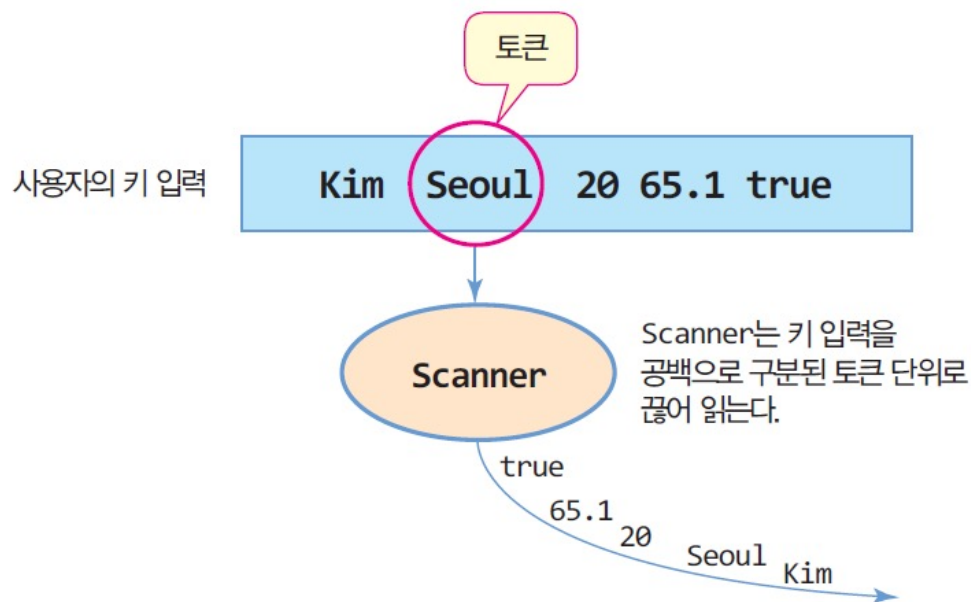 토큰
사용자의 키 입력
Kim Seoul 20 65.1 true
Scanner
Scanner는 키 입력을
공백으로 구분된 토큰 단위로
끊어 읽는다.
true
65.1
20
Seoul
Kim